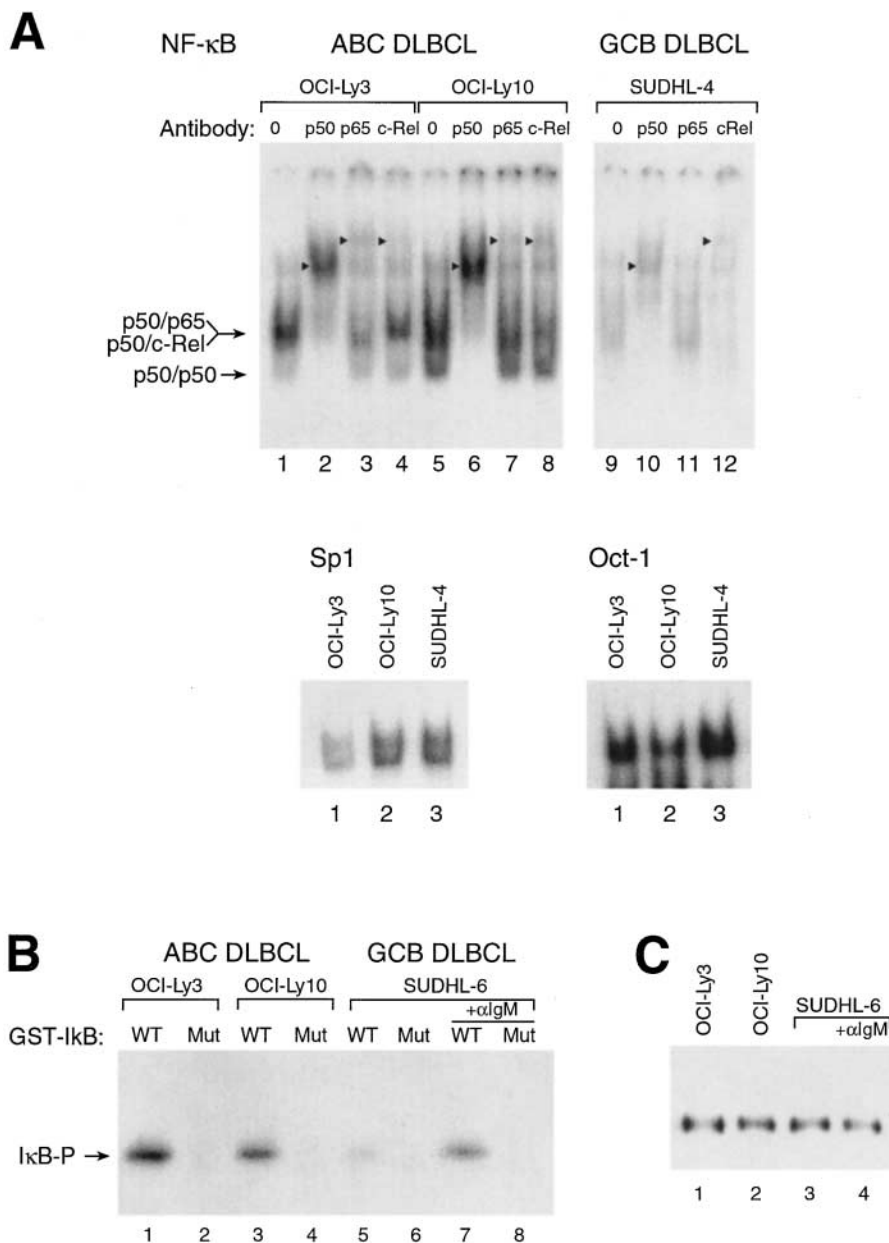 A
NF-κB ABC DLBCL GCB DLBCL
OCI-Ly3 OCI-Ly10 SUDHL-4
Antibody: 0 p50 p65 c-Rel 0 p50 p65 c-Rel 0 p50 p65 cRel
p50/p65
p50/c-Rel
p50/p50
1 2 3 4 5 6 7 8 9 10 11 12
Sp1 Oct-1
OCI-Ly3 OCI-Ly10 SUDHL-4 OCI-Ly3 OCI-Ly10 SUDHL-4
1 2 3 1 2 3
B ABC DLBCL GCB DLBCL
OCI-Ly3 OCI-Ly10 SUDHL-6
+αIgM
GST-IkB: WT Mut WT Mut WT Mut WT Mut
IκB-P
1 2 3 4 5 6 7 8
C
OCI-Ly3 OCI-Ly10 SUDHL-6
+αIgM
1 2 3 4